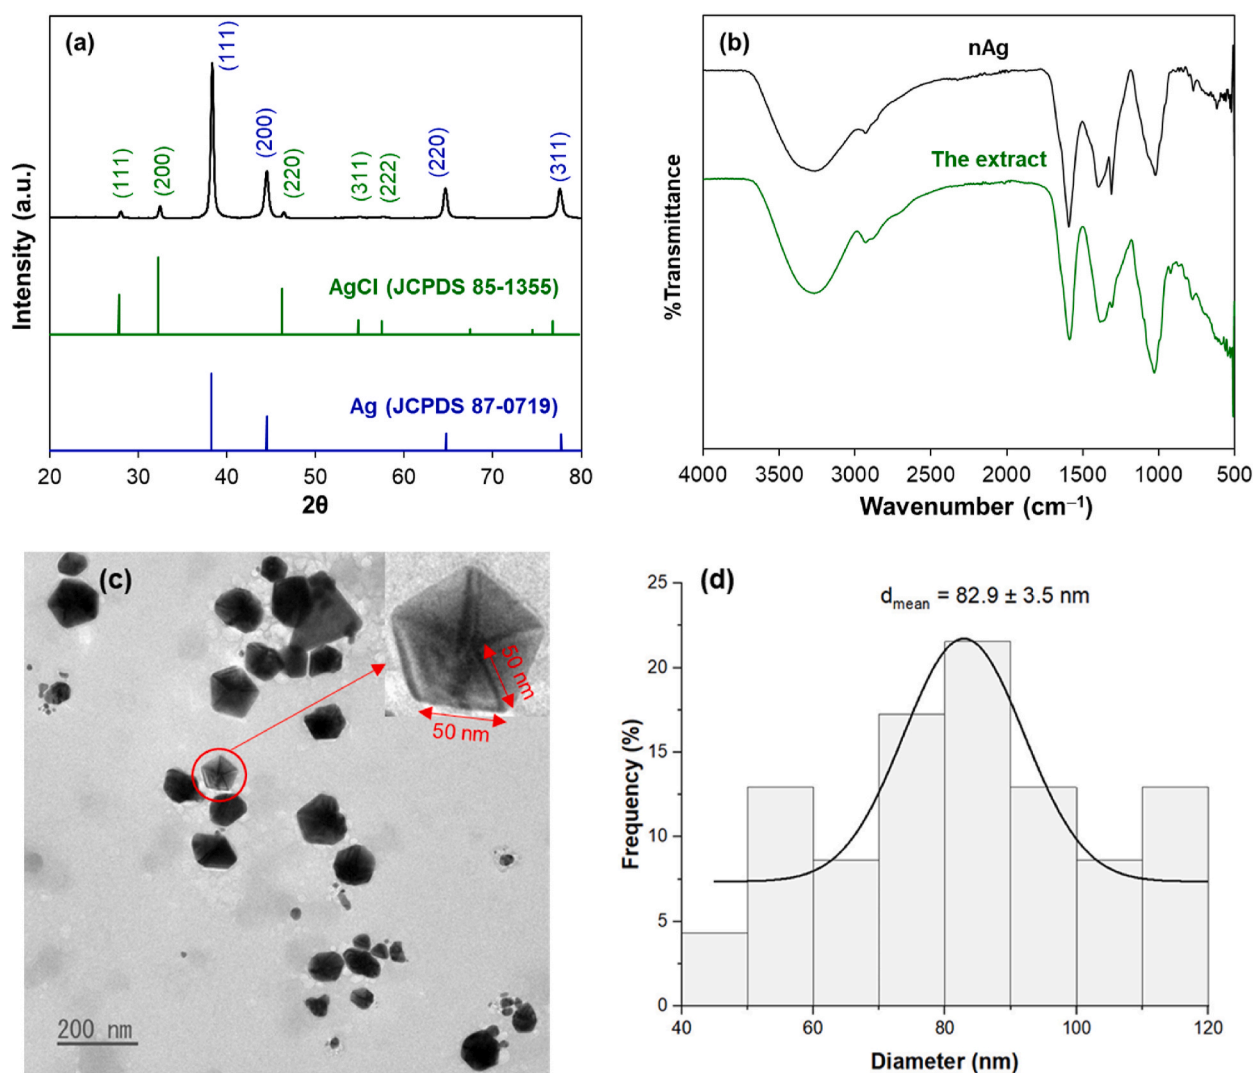 (a)
(111)
(200)
(111)
(200)
(220)
(311)
(222)
(220)
(311)
AgCl (JCPDS 85-1355)
Ag (JCPDS 87-0719)
Intensity (a.u.)
20 30 40 50 60 70 80
2θ
(b)
nAg
The extract
%Transmittance
4000 3500 3000 2500 2000 1500 1000 500
Wavenumber (cm⁻¹)
(c)
50 nm
50 nm
200 nm
(d)
dmean = 82.9 ± 3.5 nm
Frequency (%)
25
20
15
10
5
0
40 60 80 100 120
Diameter (nm)